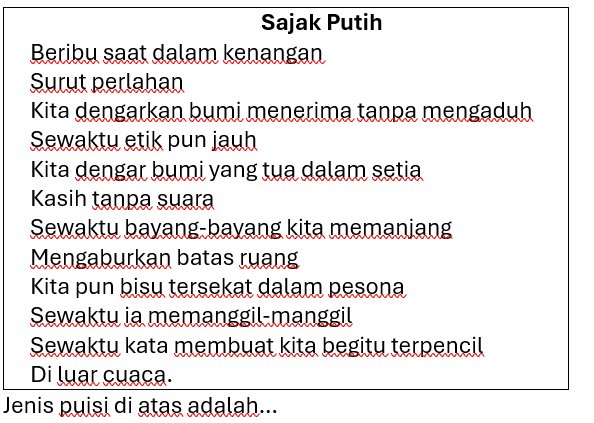 Sajak Putih
Beribu saat dalam kenangan
Surut perlahan
Kita dengarkan bumi menerima tanpa mengaduh
Sewaktu etik pun jauh
Kita dengar bumi yang tua dalam setia
Kasih tanpa suara
Sewaktu bayang-bayang kita memanjang
Mengaburkan batas ruang
Kita pun bisu tersekat dalam pesona
Sewaktu ia memanggil-manggil
Sewaktu kata membuat kita begitu terpencil
Di luar cuaca.
Jenis puisi di atas adalah...